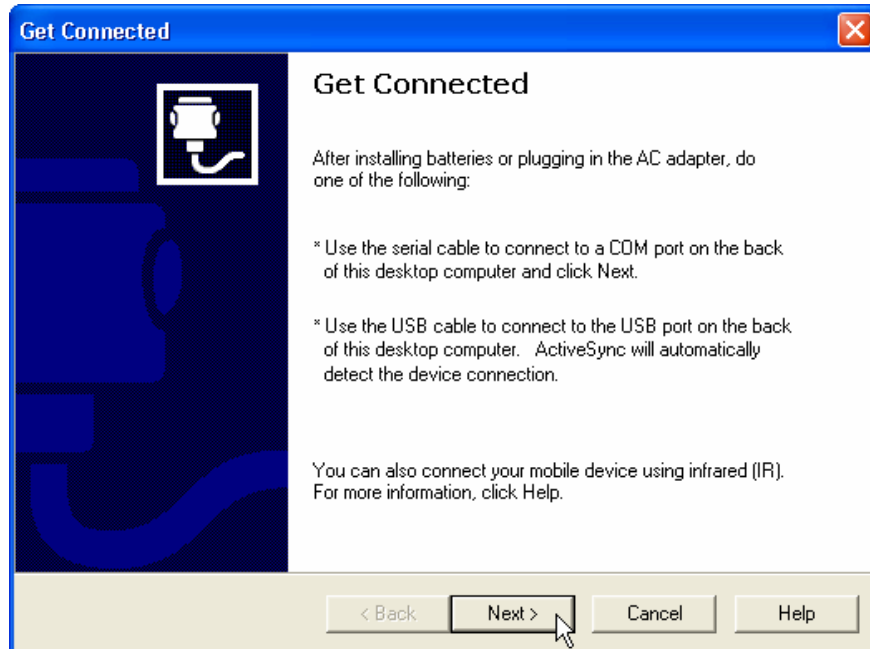 Get Connected
Get Connected
After installing batteries or plugging in the AC adapter, do
one of the following:
* Use the serial cable to connect to a COM port on the back
of this desktop computer and click Next.
* Use the USB cable to connect to the USB port on the back
of this desktop computer.   ActiveSync will automatically
detect the device connection.
You can also connect your mobile device using infrared (IR).
For more information, click Help.
< Back Next > Cancel Help